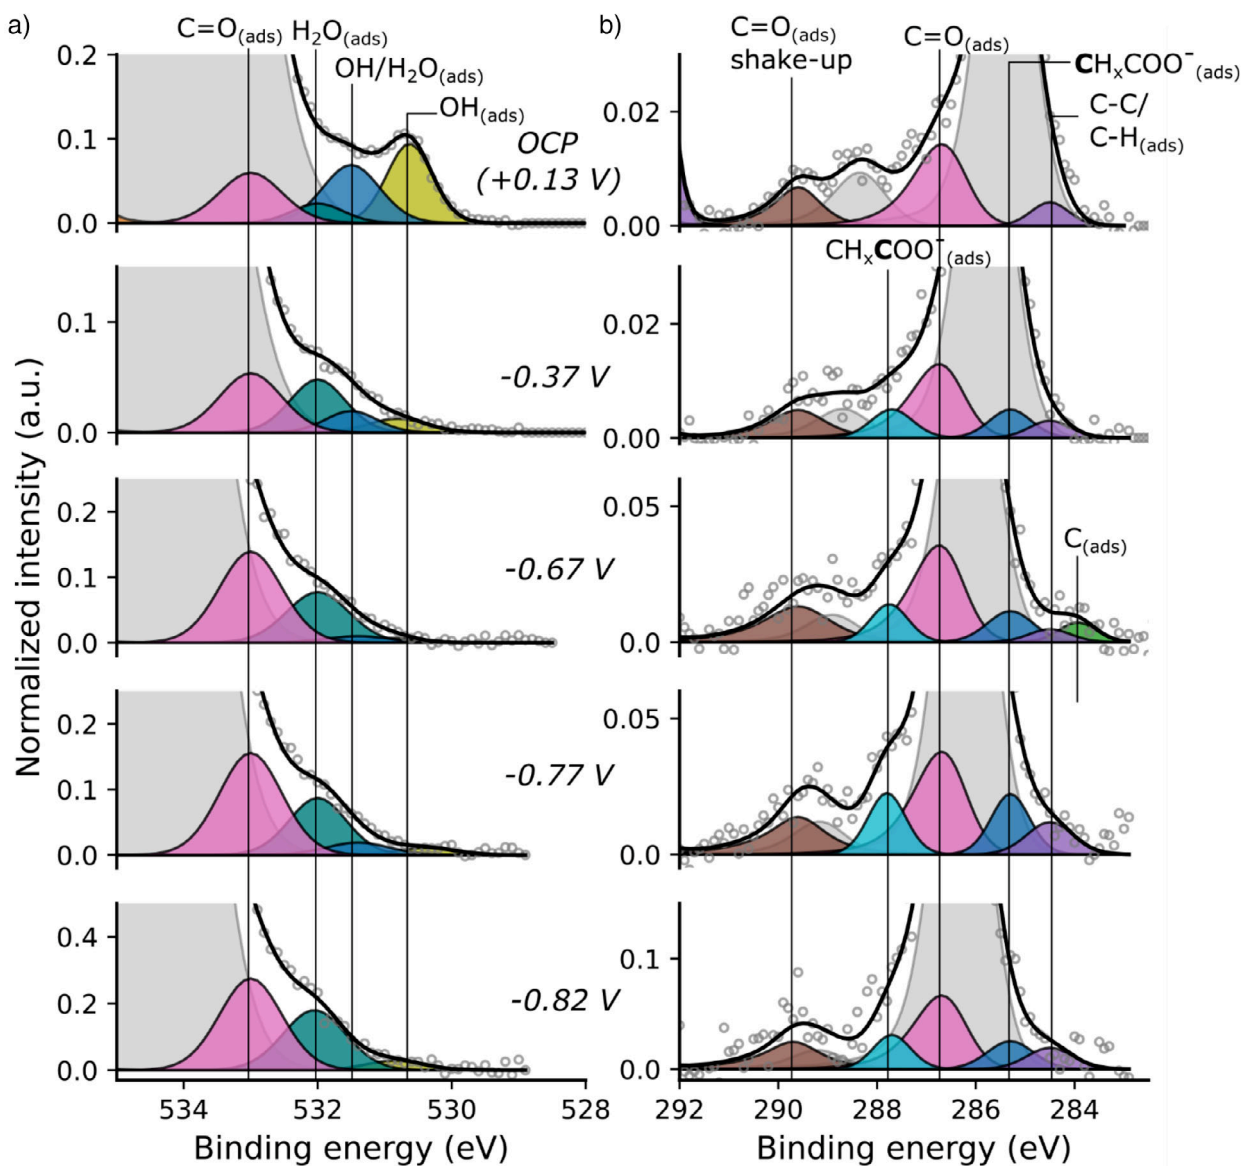 a)
C=O(ads) H₂O(ads)
OH/H₂O(ads)
OH(ads)
OCP
(+0.13 V)
0.2
0.1
0.0
-0.37 V
0.1
0.0
-0.67 V
0.2
0.1
0.0
-0.77 V
0.2
0.1
0.0
-0.82 V
0.4
0.2
0.0
534 532 530 528
Binding energy (eV)
Normalized intensity (a.u.)
b)
C=O(ads)
shake-up
C=O(ads)
CHₓCOO⁻(ads)
C-C/
C-H(ads)
0.02
0.00
CHₓCOO⁻(ads)
0.02
0.00
C(ads)
0.05
0.00
0.05
0.0
0.1
0.0
292 290 288 286 284
Binding energy (eV)